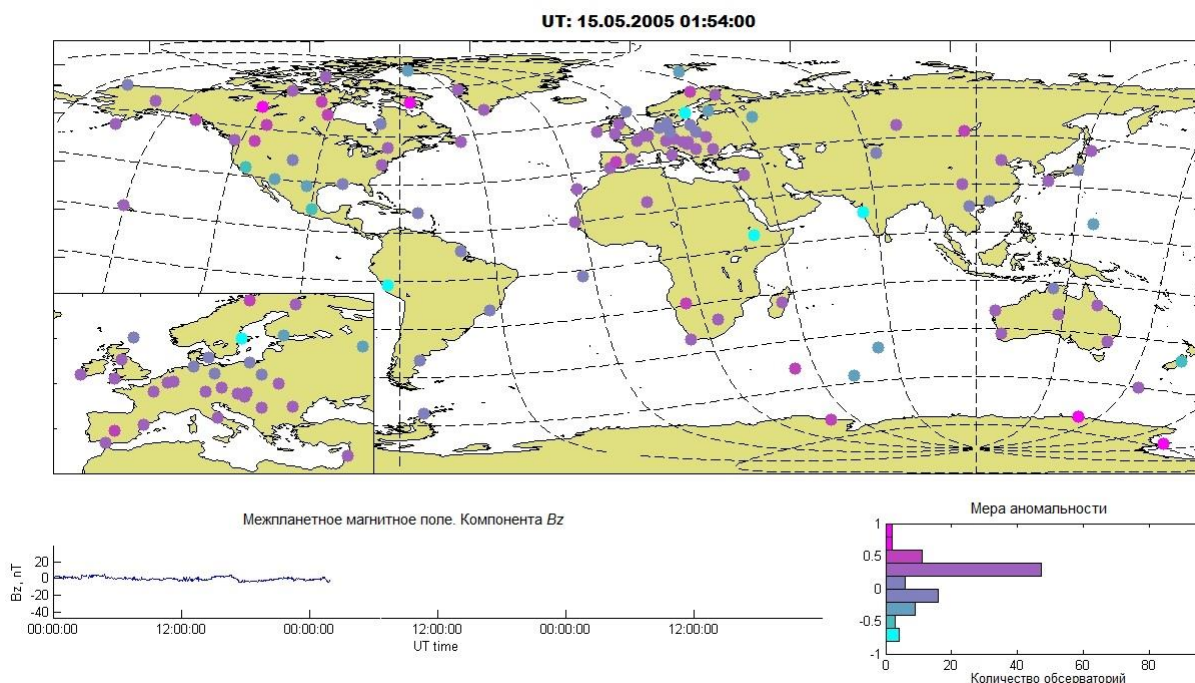 UT: 15.05.2005 01:54:00
Межпланетное магнитное поле. Компонента Bz
Bz, nT
20
0
-20
-40
00:00:00 12:00:00 00:00:00 12:00:00 00:00:00 12:00:00
UT time
Мера аномальности
1
0.5
0
-0.5
-1
0 20 40 60 80
Количество обсерваторий